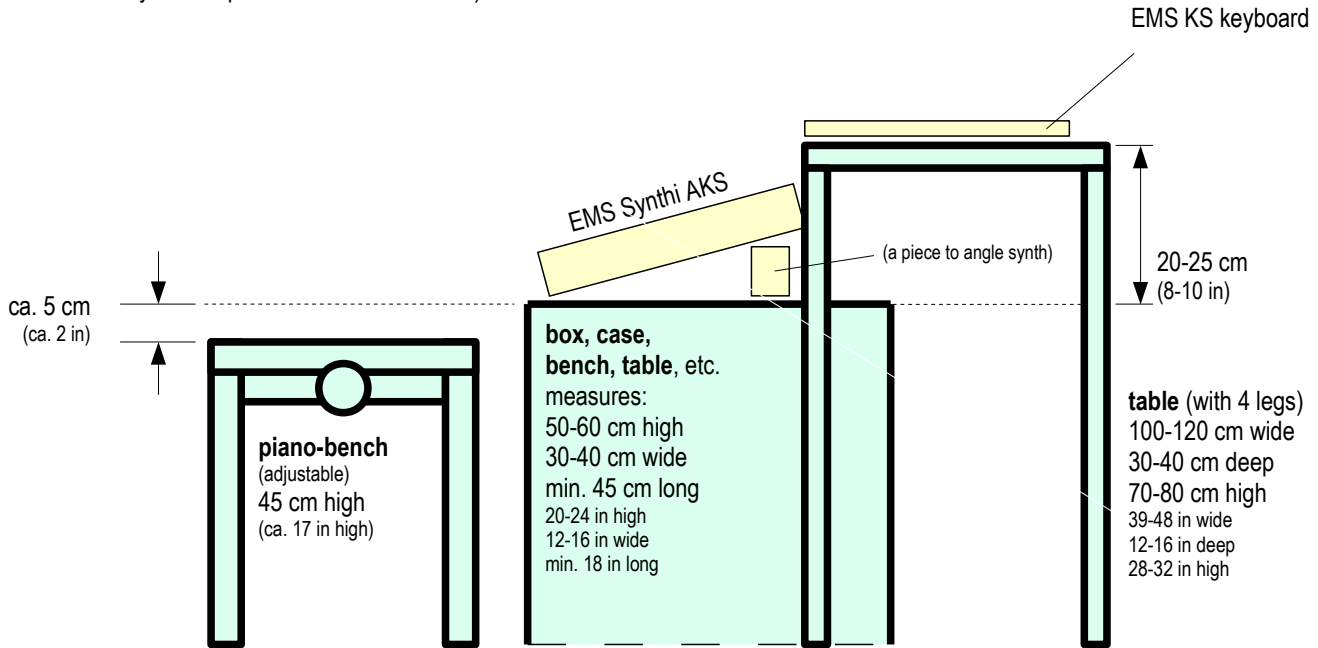 EMS KS keyboard
EMS Synthi AKS
(a piece to angle synth)
20-25 cm
(8-10 in)
ca. 5 cm
(ca. 2 in)
box, case,
bench, table, etc.
measures:
50-60 cm high
30-40 cm wide
min. 45 cm long
20-24 in high
12-16 in wide
min. 18 in long
piano-bench
(adjustable)
45 cm high
(ca. 17 in high)
table (with 4 legs)
100-120 cm wide
30-40 cm deep
70-80 cm high
39-48 in wide
12-16 in deep
28-32 in high